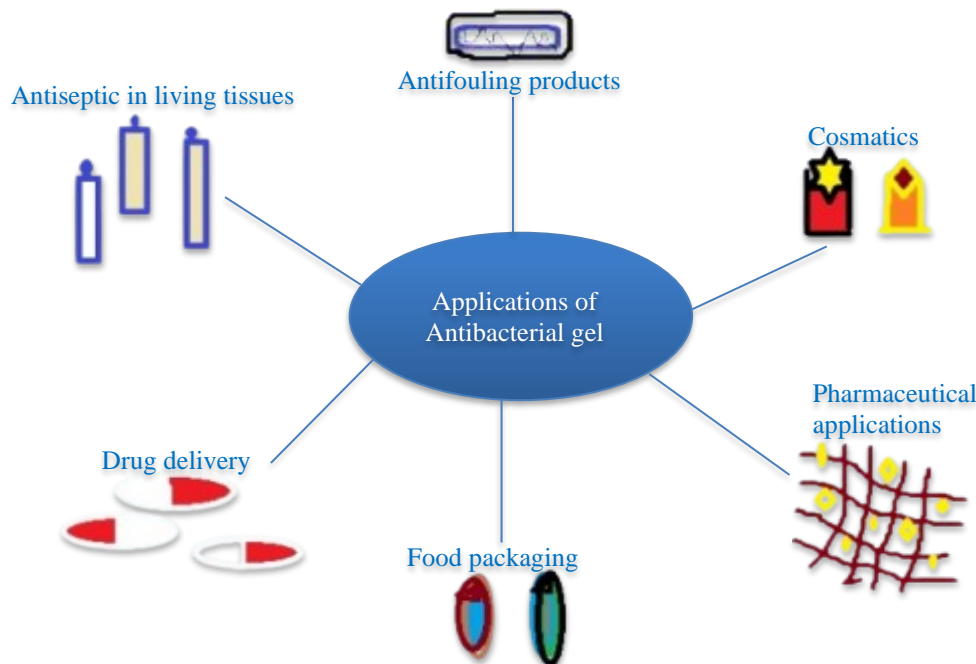 Antifouling products
Antiseptic in living tissues
Cosmatics
Applications of
Antibacterial gel
Pharmaceutical
applications
Drug delivery
Food packaging